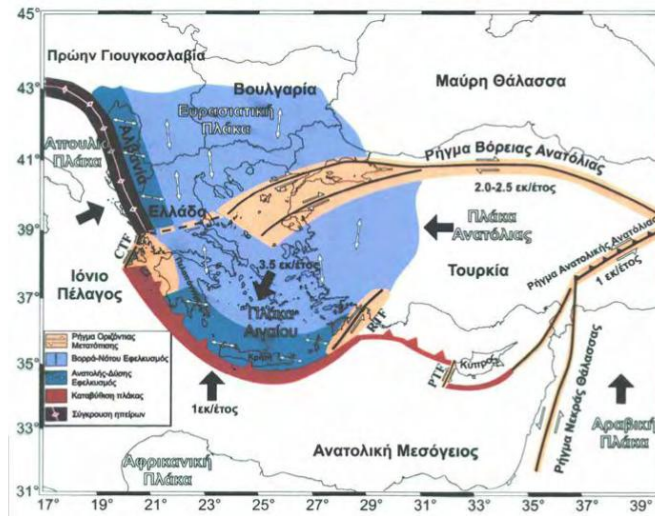 45°
43°
41°
39°
37°
35°
33°
31°
17° 19° 21° 23° 25° 27° 29° 31° 33° 35° 37° 39°
Πρώην Γιουγκοσλαβία
Βουλγαρία
Μαύρη Θάλασσα
Ευρασιατική
Πλάκα
Απουλια
Πλάκα
Αλβανία
Ρήγμα Βόρειας Ανατόλιας
2.0-2.5 εκ/έτος
Ελλάδα
Πλάκα
Ανατόλιας
CTF
Ιόνιο
Πέλαγος
3.5 εκ/έτος
Τουρκία
Ρήγμα Ανατολικής Ανατόλιας
1 εκ/έτος
"Πλάκα"
Αιγαίου
RTF
Κρήτη
Κύπρος
PTF
Ρήγμα Οριζόντιας
Μετατόπισης
Βορρά-Νότου Εφελκυσμός
Ανατολής-Δύσης
Εφελκυσμός
Καταβύθιση πλάκας
Σύγκρουση ηπείρων
1εκ/έτος
Ρήγμα Νεκράς Θάλασσας
Αραβική
Πλάκα
Ανατολική Μεσόγειος
Αφρικανική
Πλάκα